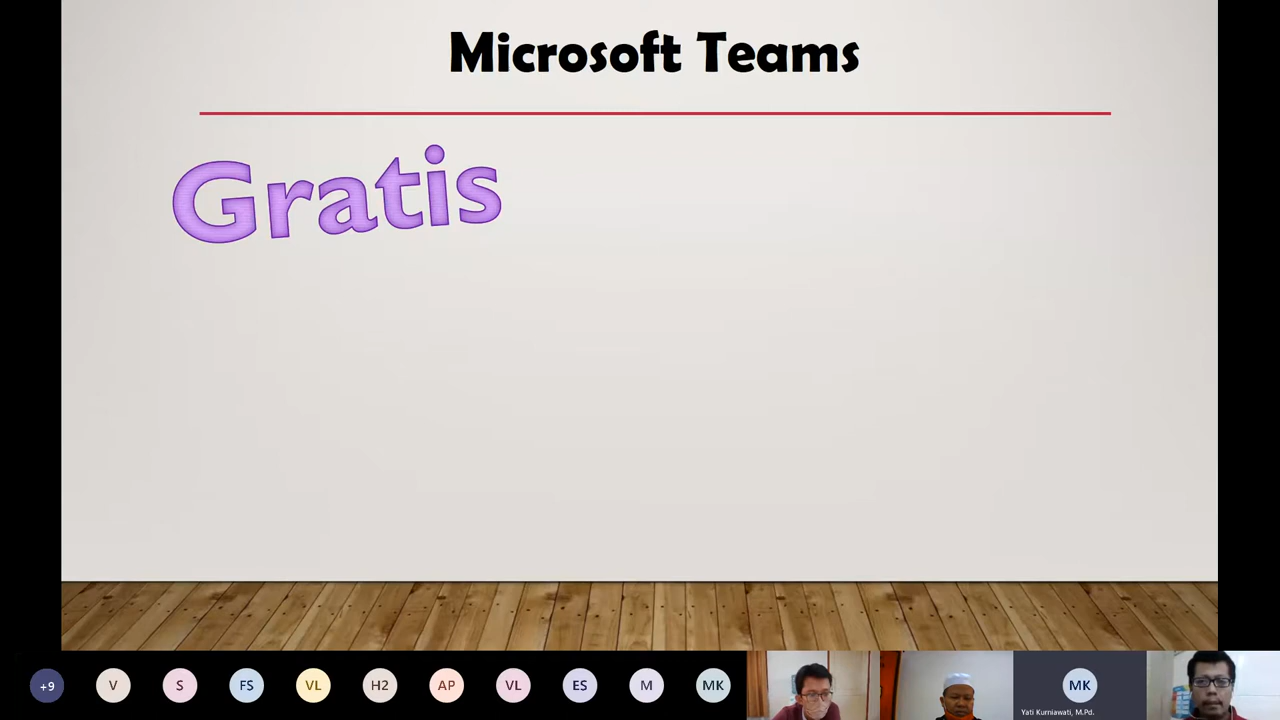 Microsoft Teams
Gratis
+9
V
S
FS
VL
H2
AP
VL
ES
M
MK
MK
Yati Kurniawati, M.Pd.